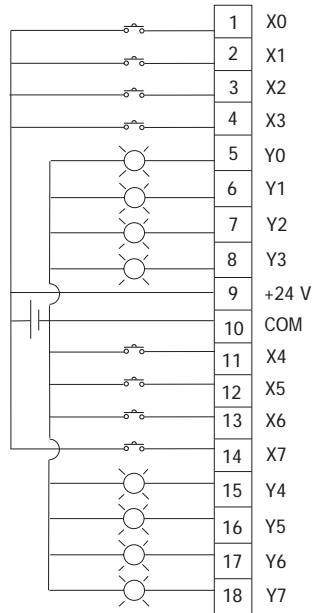 1 X0
2 X1
3 X2
4 X3
5 Y0
6 Y1
7 Y2
8 Y3
9 +24 V
10 COM
11 X4
12 X5
13 X6
14 X7
15 Y4
16 Y5
17 Y6
18 Y7